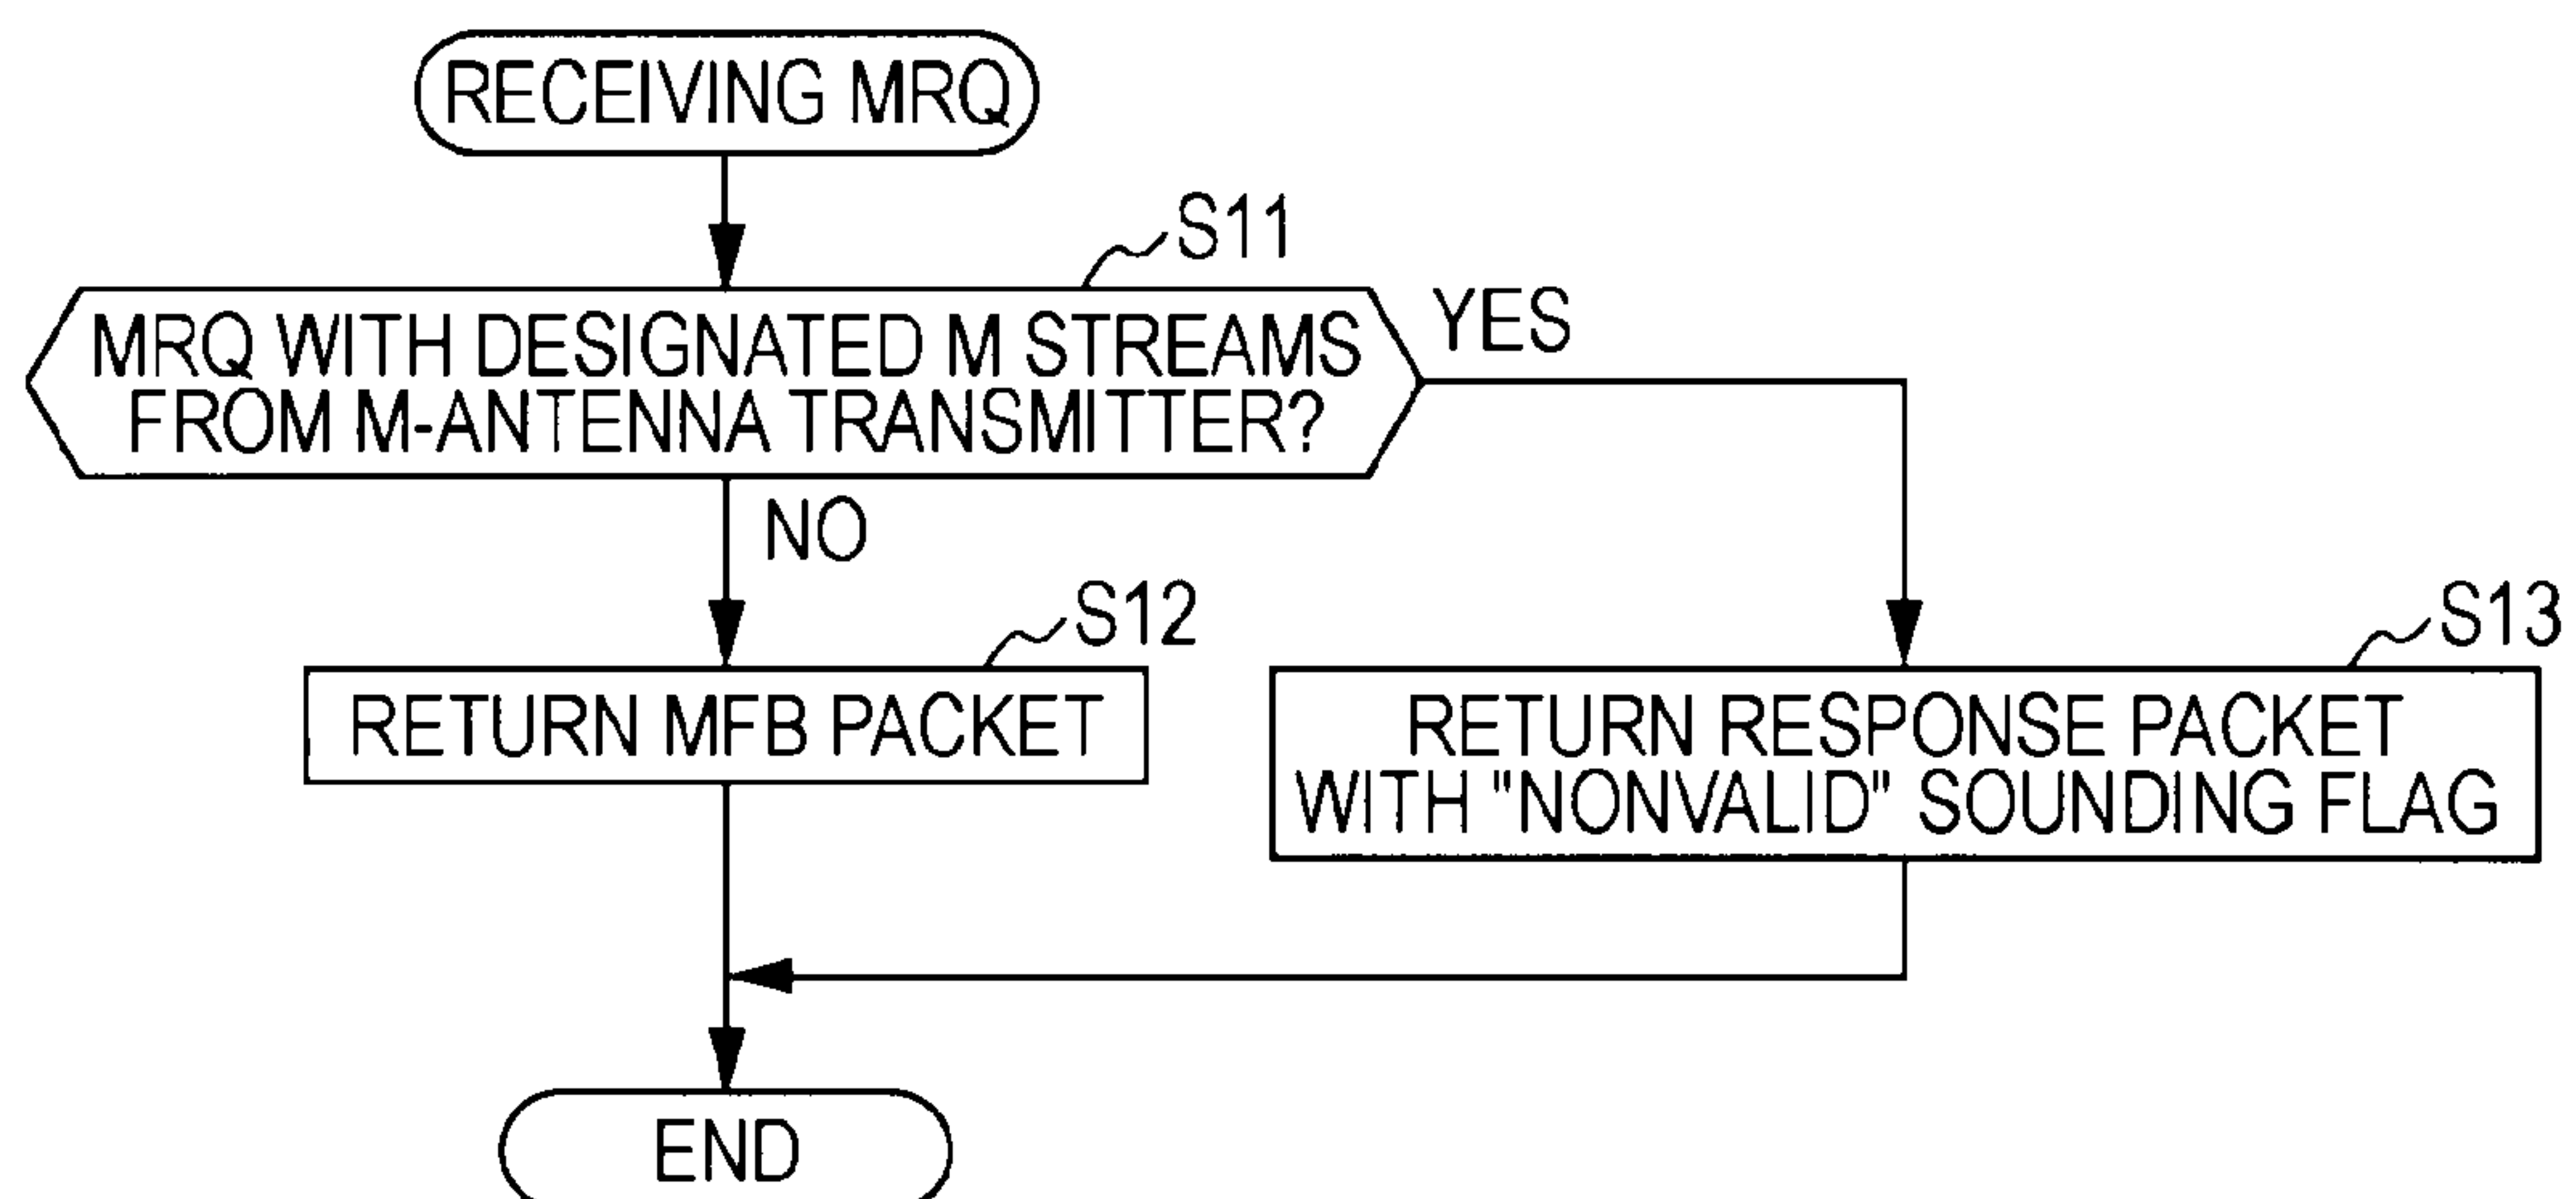 RECEIVING MRQ
S11
MRQ WITH DESIGNATED M STREAMS
FROM M-ANTENNA TRANSMITTER?
YES
NO
S12
RETURN MFB PACKET
S13
RETURN RESPONSE PACKET
WITH "NONVALID" SOUNDING FLAG
END